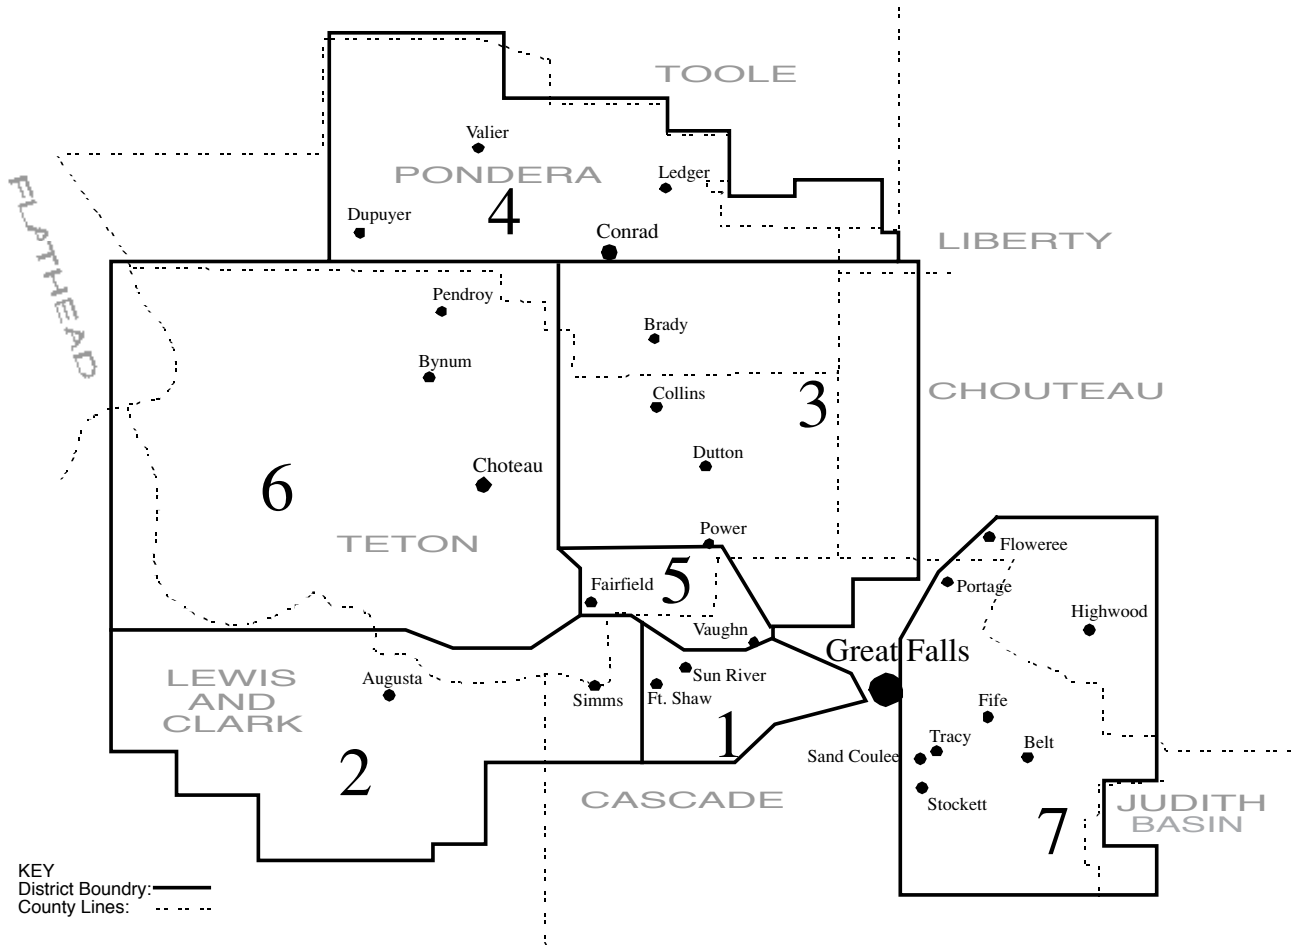 TOOLE
Valier
PONDERA
Ledger
4
Dupuyer
Conrad
FLATHEAD
LIBERTY
Pendroy
Brady
Bynum
CHOUTEAU
Collins
3
Dutton
Choteau
6
Power
TETON
Floweree
5
Fairfield
Portage
Highwood
Vaughn
Great Falls
LEWIS
AND
CLARK
Augusta
Sun River
Simms
Ft. Shaw
Fife
1
Tracy
Belt
Sand Coulee
2
CASCADE
Stockett
JUDITH
BASIN
7
KEY
District Boundry:
County Lines: